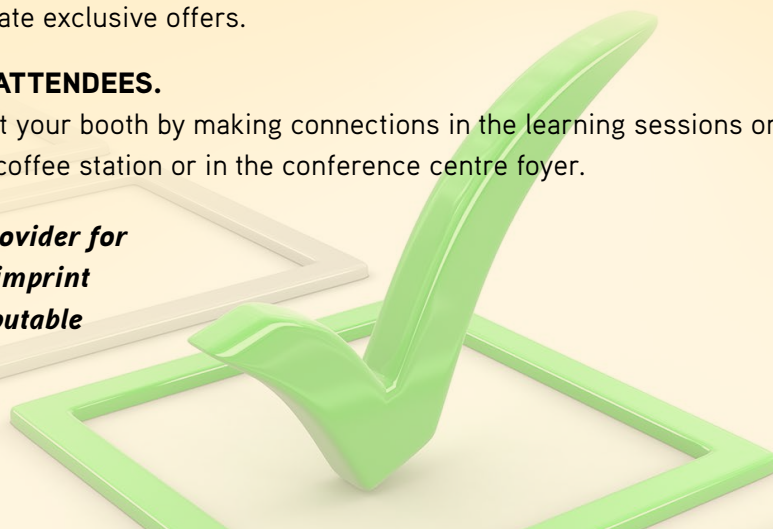 ate exclusive offers.
ATTENDEES.
t your booth by making connections in the learning sessions or
coffee station or in the conference centre foyer.
ovider for
imprint
putable